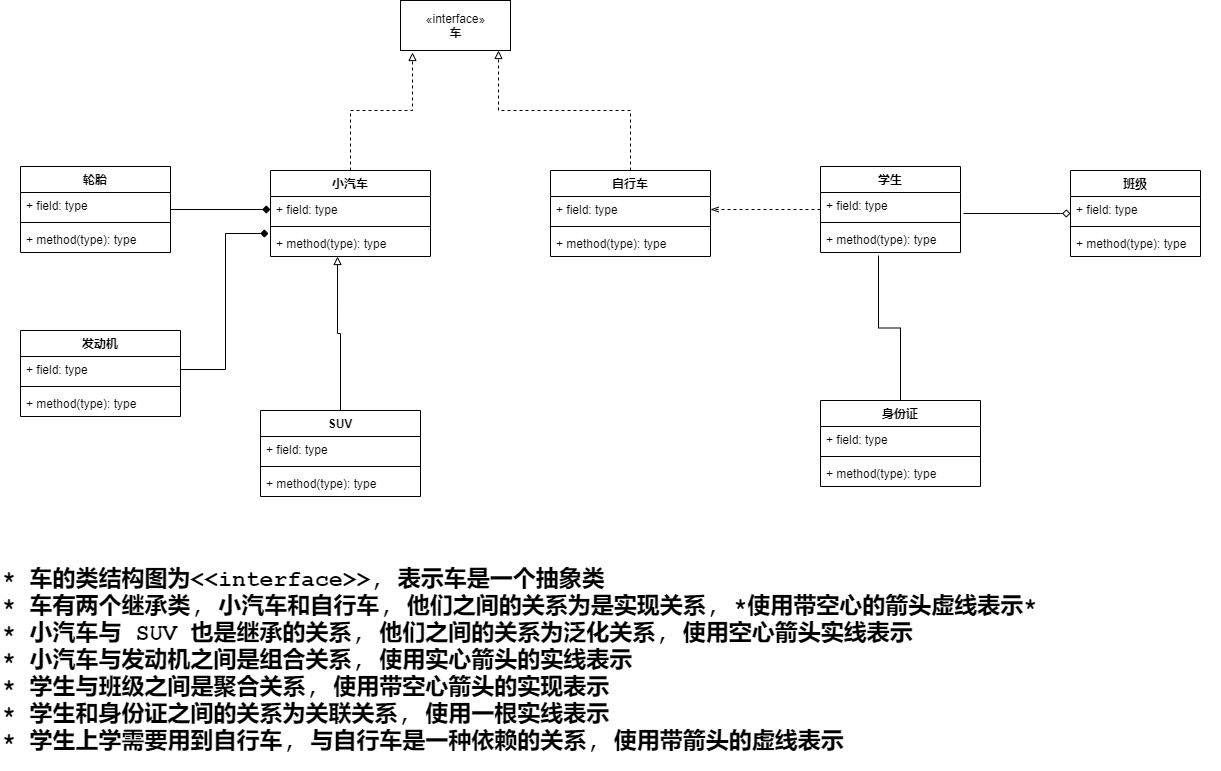 «interface»
车
轮胎
+ field: type
+ method(type): type
小汽车
+ field: type
+ method(type): type
自行车
+ field: type
+ method(type): type
学生
+ field: type
+ method(type): type
班级
+ field: type
+ method(type): type
发动机
+ field: type
+ method(type): type
SUV
+ field: type
+ method(type): type
身份证
+ field: type
+ method(type): type
* 车的类结构图为<<interface>>, 表示车是一个抽象类
* 车有两个继承类, 小汽车和自行车, 他们之间的关系为是实现关系, *使用带空心的箭头虚线表示*
* 小汽车与 SUV 也是继承的关系, 他们之间的关系为泛化关系, 使用空心箭头实线表示
* 小汽车与发动机之间是组合关系, 使用实心箭头的实线表示
* 学生与班级之间是聚合关系, 使用带空心箭头的实现表示
* 学生和身份证之间的关系为关联关系, 使用一根实线表示
* 学生上学需要用到自行车, 与自行车是一种依赖的关系, 使用带箭头的虚线表示